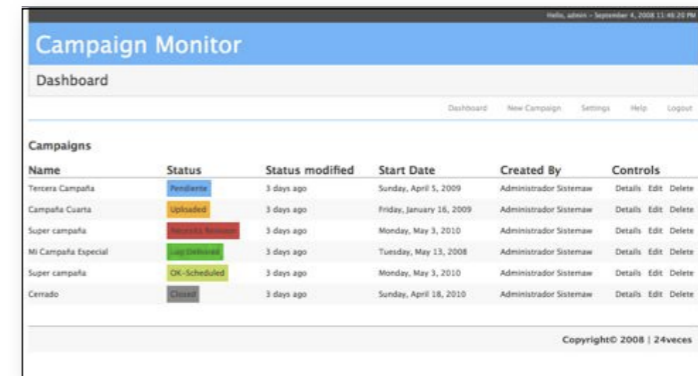 Hello, admin - September 4, 2008 11:46:20 PM
Campaign Monitor
Dashboard
Dashboard New Campaign Settings Help Logout
Campaigns
Name Status Status modified Start Date Created By Controls
Tercera Campaña Pendiente 3 days ago Sunday, April 5, 2009 Administrador Sistemaw Details Edit Delete
Campaña Cuarta Uploaded 3 days ago Friday, January 16, 2009 Administrador Sistemaw Details Edit Delete
Super campaña 3 days ago Monday, May 3, 2010 Administrador Sistemaw Details Edit Delete
Mi Campaña Especial 3 days ago Tuesday, May 13, 2008 Administrador Sistemaw Details Edit Delete
Super campaña OK-Scheduled 3 days ago Monday, May 3, 2010 Administrador Sistemaw Details Edit Delete
Cerrado Closed 3 days ago Sunday, April 18, 2010 Administrador Sistemaw Details Edit Delete
Copyright© 2008 | 24veces